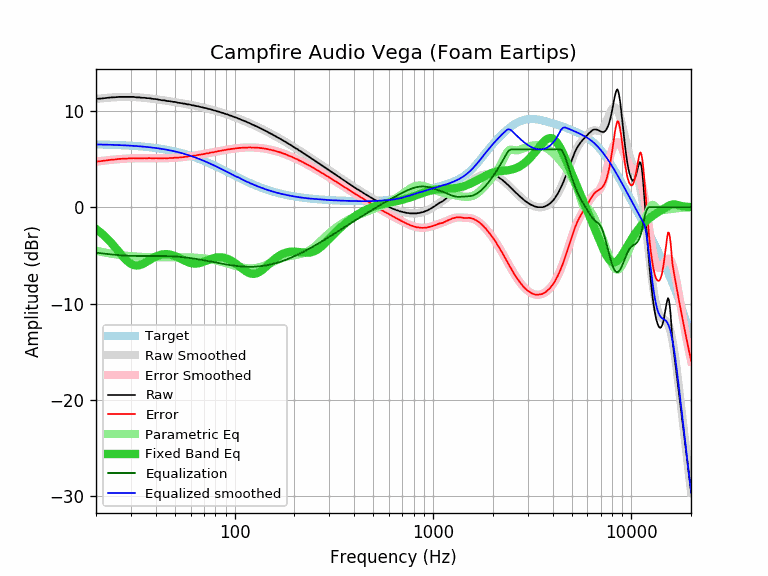 Campfire Audio Vega (Foam Eartips)
10
0
−10
−20
−30
Amplitude (dBr)
Target
Raw Smoothed
Error Smoothed
Raw
Error
Parametric Eq
Fixed Band Eq
Equalization
Equalized smoothed
100 1000 10000
Frequency (Hz)